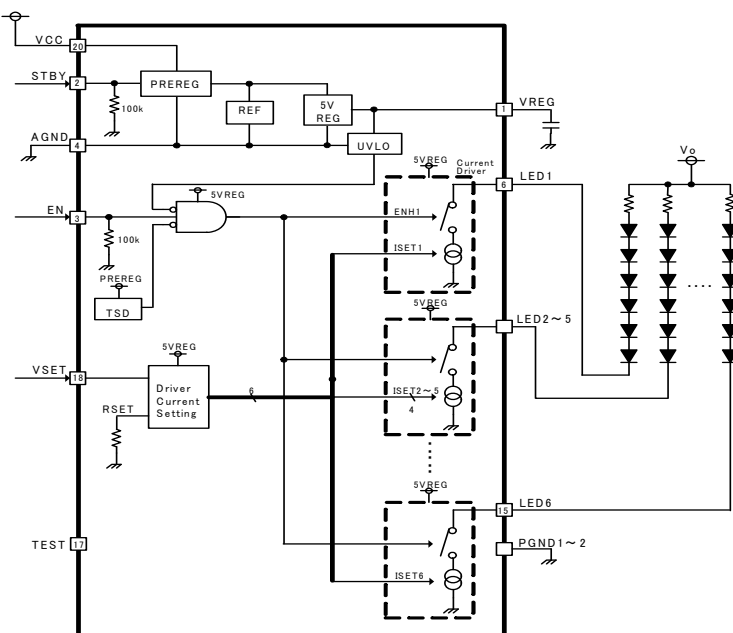 VCC
20
STBY
2
PREREG
100k
REF
5V
REG
1
VREG
AGND
4
UVLO
5VREG
Current
Driver
Vo
6
LED1
5VREG
EN
3
ENH1
100k
ISET1
PREREG
TSD
5VREG
LED2～5
5VREG
VSET
18
Driver
Current
Setting
6
ISET2～5
4
RSET
5VREG
LED6
15
TEST
17
PGND1～2
ISET6